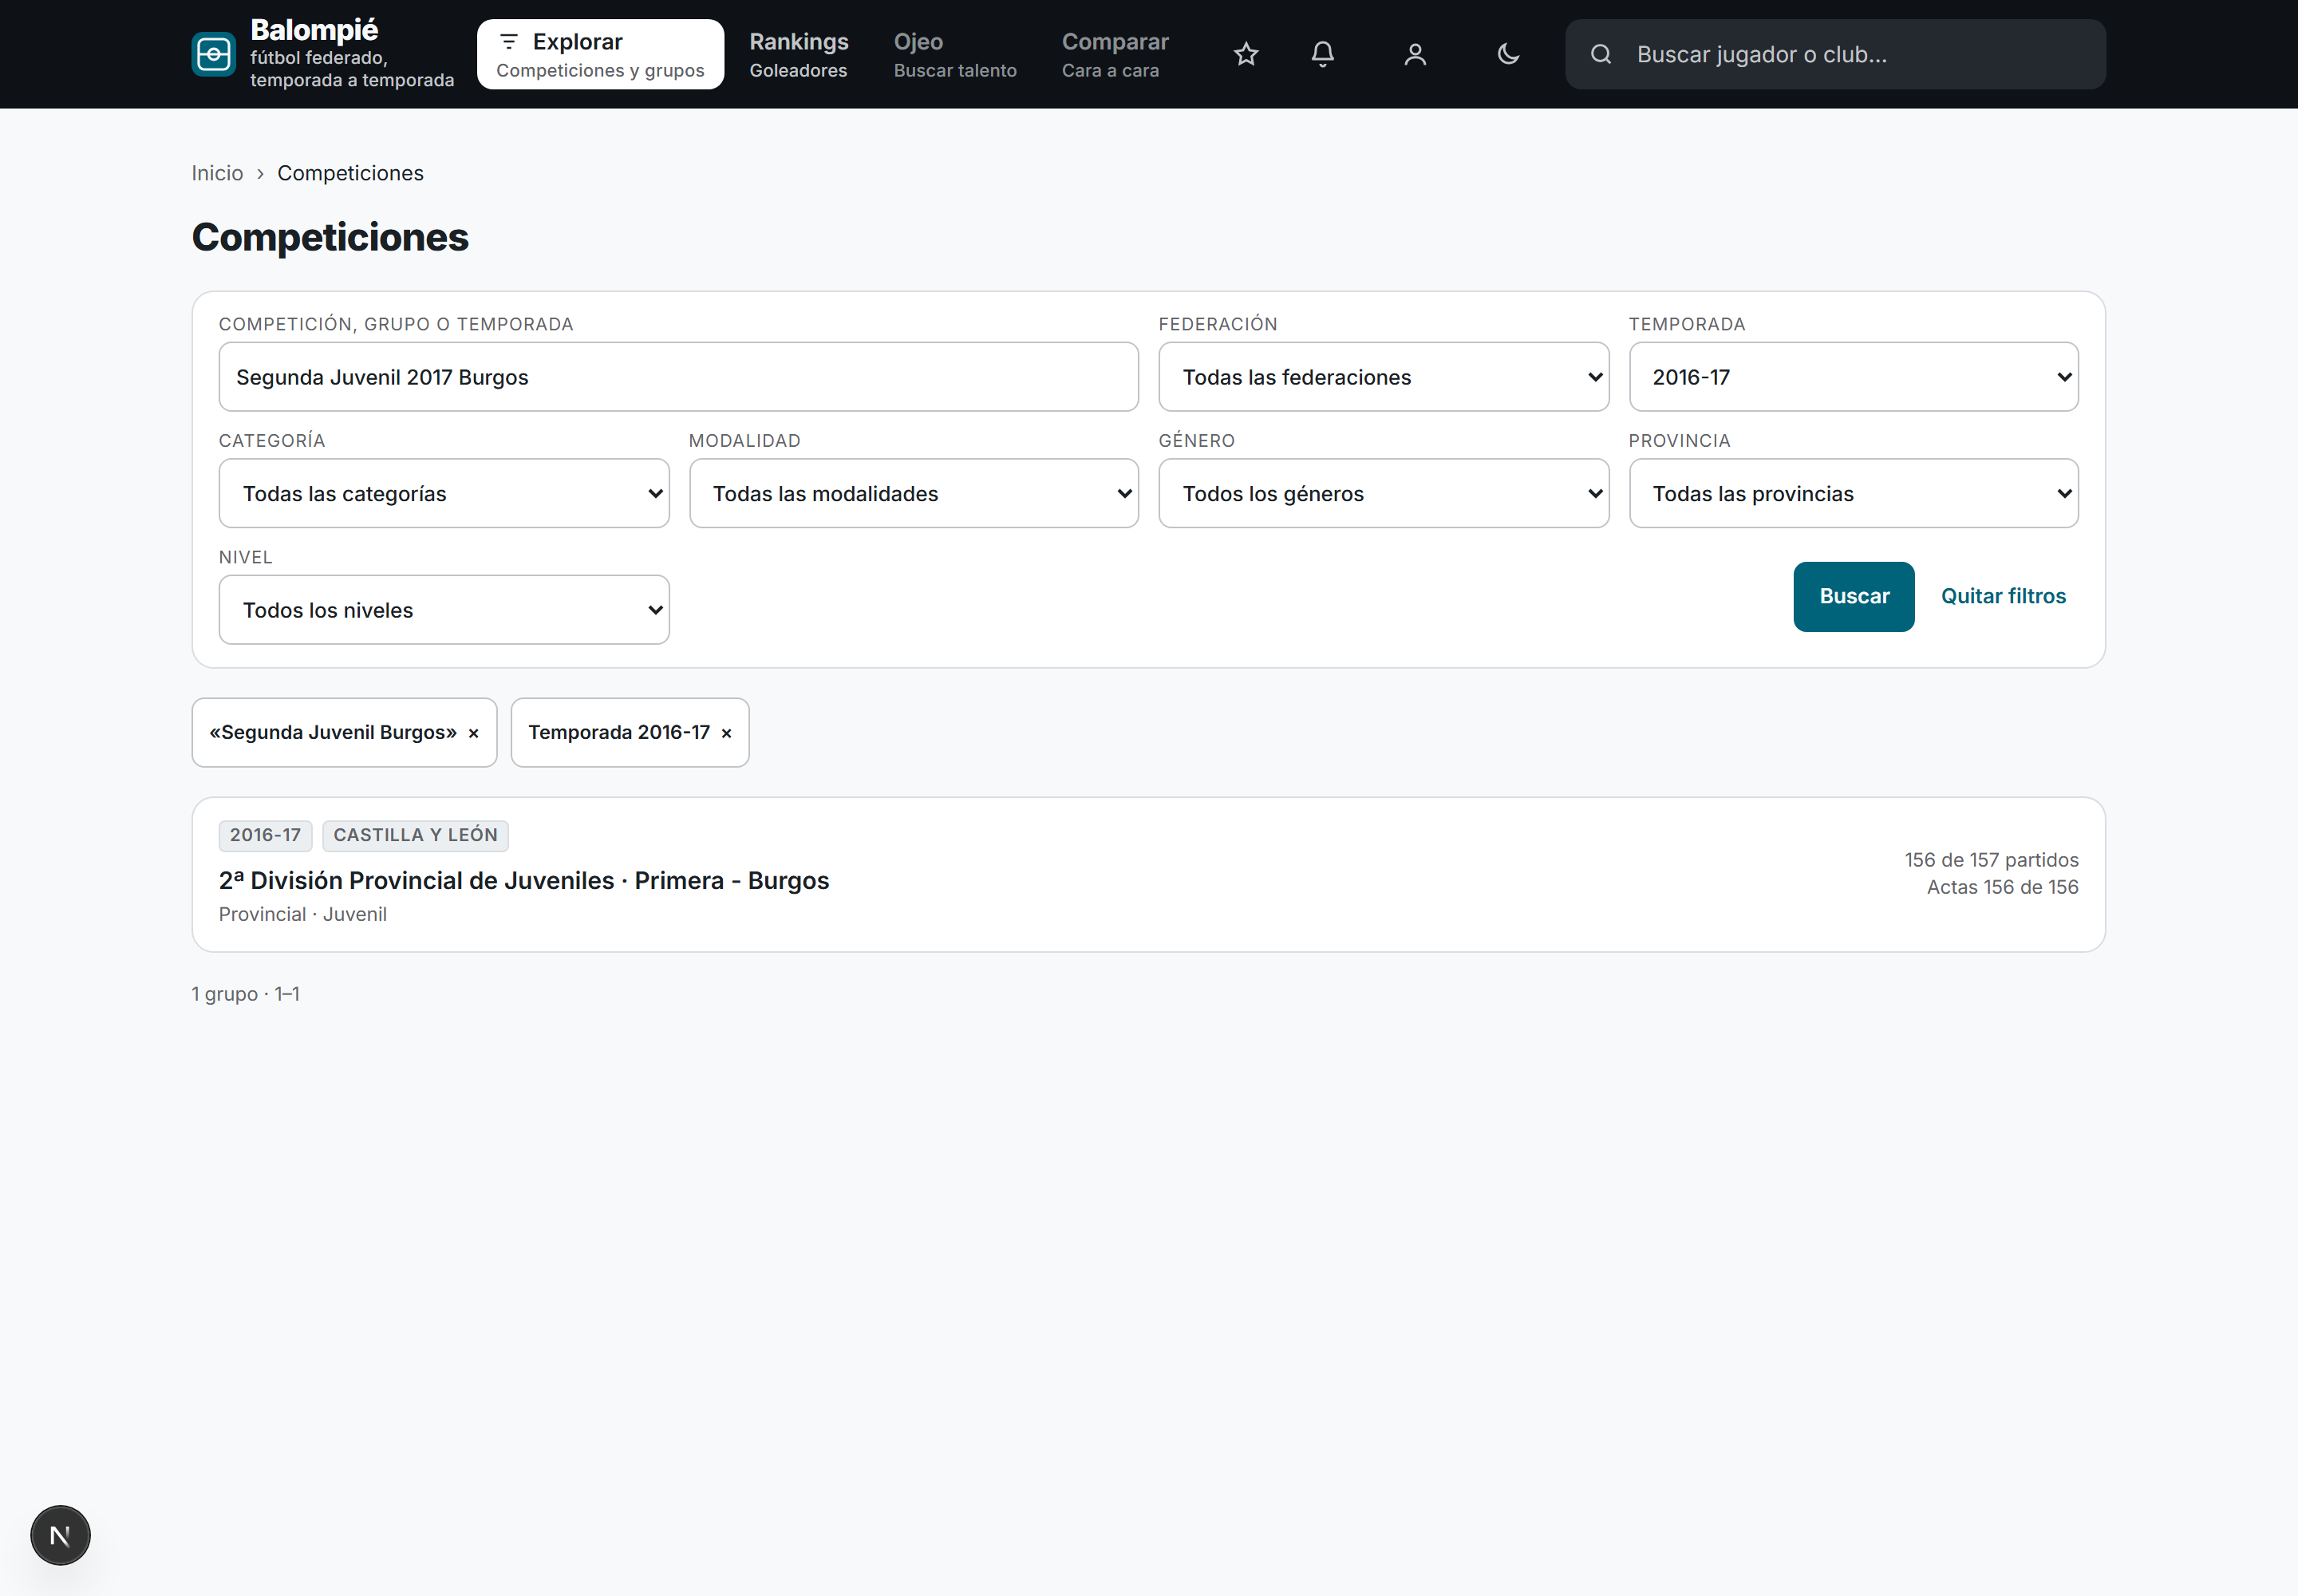 Balompié
fútbol federado,
temporada a temporada
Explorar
Competiciones y grupos
Rankings
Goleadores
Ojeo
Buscar talento
Comparar
Cara a cara
Buscar jugador o club...
Inicio › Competiciones
Competiciones
COMPETICIÓN, GRUPO O TEMPORADA
Segunda Juvenil 2017 Burgos
FEDERACIÓN
Todas las federaciones
TEMPORADA
2016-17
CATEGORÍA
Todas las categorías
MODALIDAD
Todas las modalidades
GÉNERO
Todos los géneros
PROVINCIA
Todas las provincias
NIVEL
Todos los niveles
Buscar
Quitar filtros
«Segunda Juvenil Burgos» ×
Temporada 2016-17 ×
2016-17
CASTILLA Y LEÓN
2ª División Provincial de Juveniles · Primera - Burgos
Provincial · Juvenil
156 de 157 partidos
Actas 156 de 156
1 grupo · 1–1
N